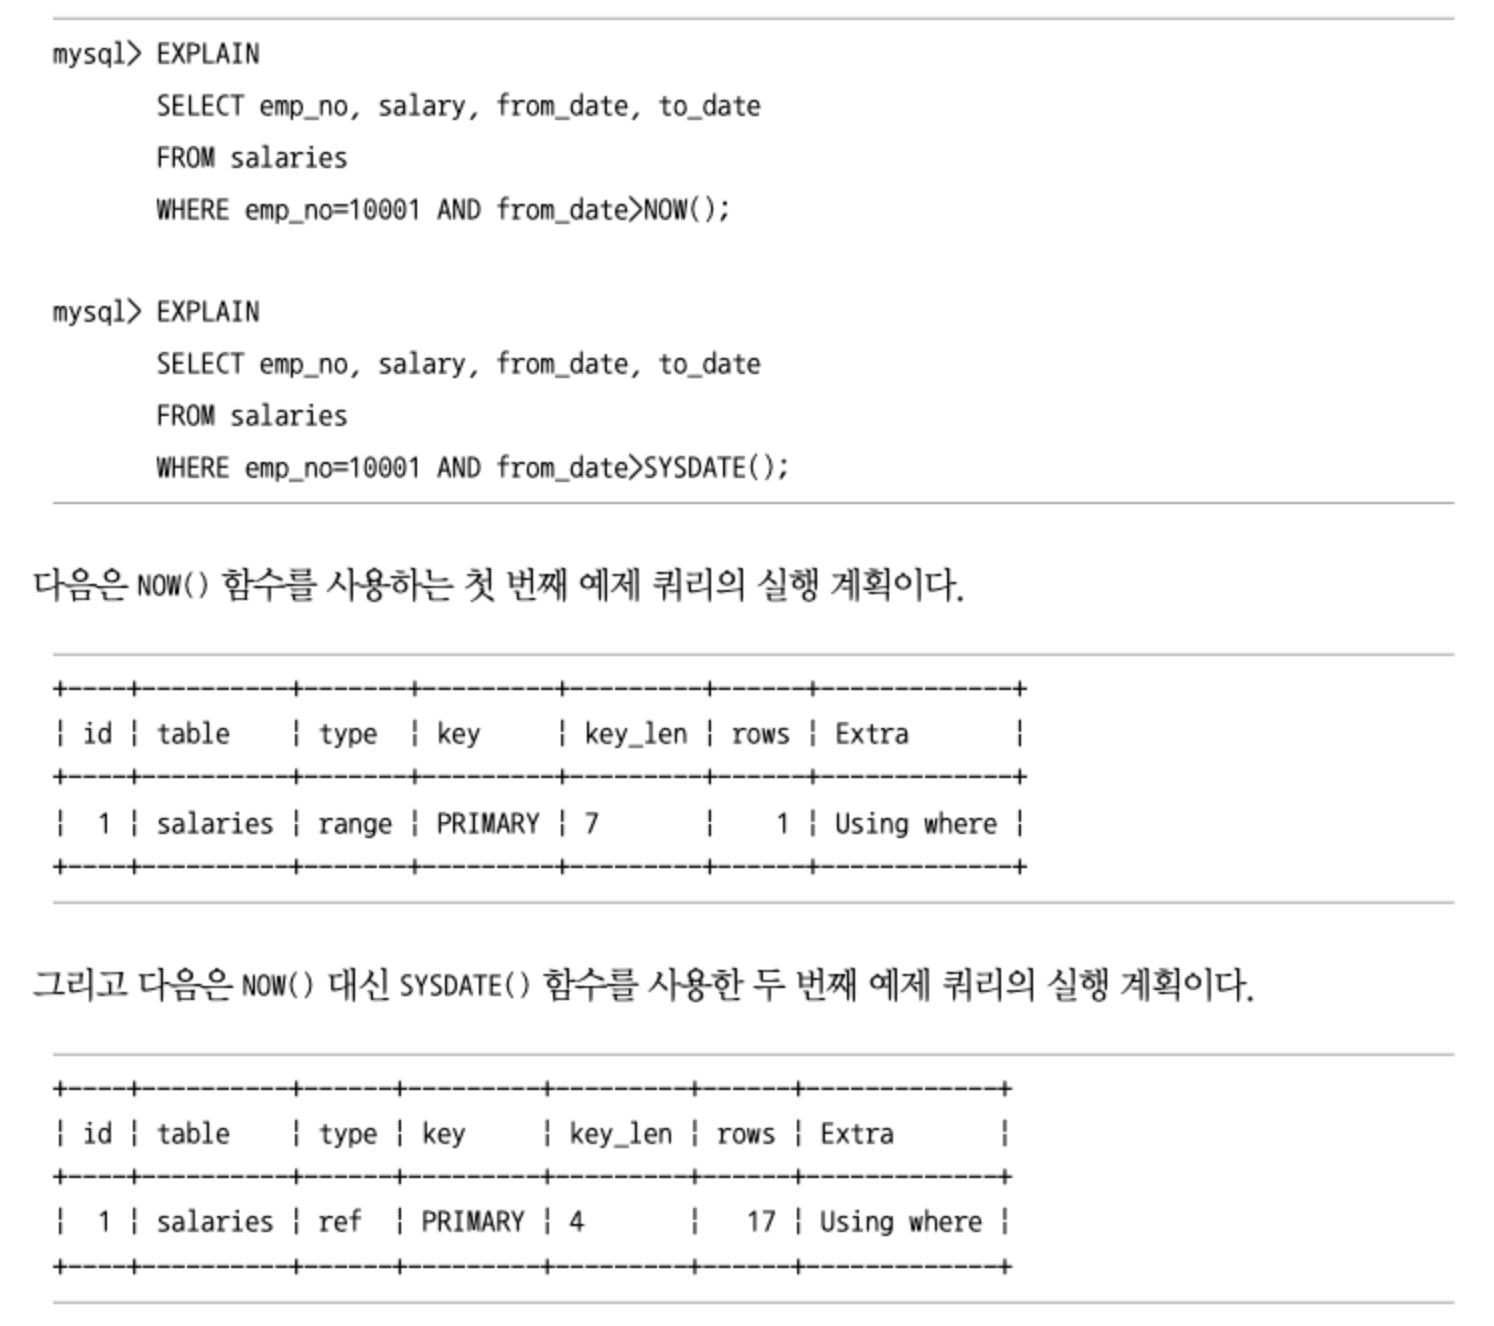 mysql> EXPLAIN
SELECT emp_no, salary, from_date, to_date
FROM salaries
WHERE emp_no=10001 AND from_date>NOW();
mysql> EXPLAIN
SELECT emp_no, salary, from_date, to_date
FROM salaries
WHERE emp_no=10001 AND from_date>SYSDATE();
다음은 NOW() 함수를 사용하는 첫 번째 예제 쿼리의 실행 계획이다.
+----+----------+-------+---------+---------+------+-------------+
| id | table    | type  | key     | key_len | rows | Extra       |
+----+----------+-------+---------+---------+------+-------------+
|  1 | salaries | range | PRIMARY | 7       |    1 | Using where |
+----+----------+-------+---------+---------+------+-------------+
그리고 다음은 NOW() 대신 SYSDATE() 함수를 사용한 두 번째 예제 쿼리의 실행 계획이다.
+----+----------+------+---------+---------+------+-------------+
| id | table    | type | key     | key_len | rows | Extra       |
+----+----------+------+---------+---------+------+-------------+
|  1 | salaries | ref  | PRIMARY | 4       |   17 | Using where |
+----+----------+------+---------+---------+------+-------------+